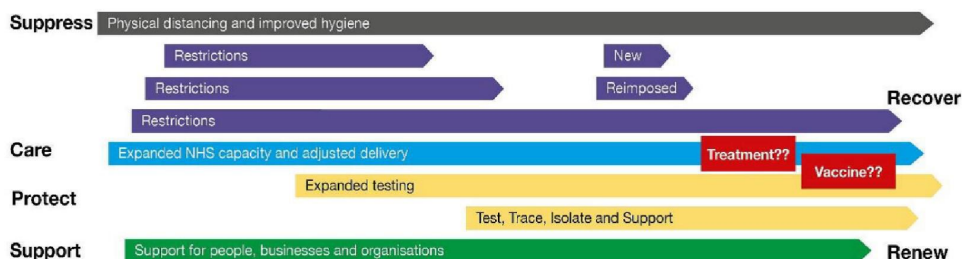 Suppress
Physical distancing and improved hygiene
Restrictions
New
Restrictions
Reimposed
Recover
Restrictions
Care
Expanded NHS capacity and adjusted delivery
Treatment??
Vaccine??
Expanded testing
Protect
Test, Trace, Isolate and Support
Support
Support for people, businesses and organisations
Renew